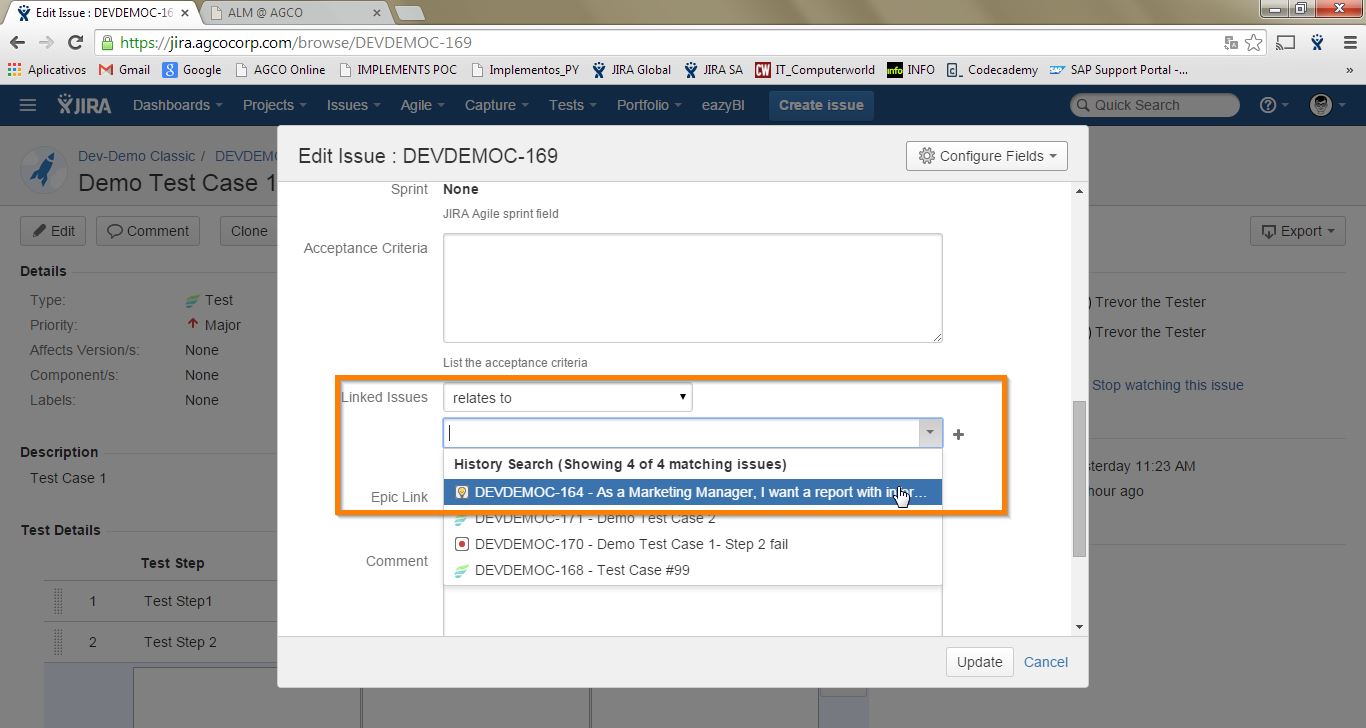 Edit Issue : DEVDEMOC-16
ALM @ AGCO
https://jira.agcocorp.com/browse/DEVDEMOC-169
Aplicativos Gmail Google AGCO Online IMPLEMENTS POC Implementos_PY JIRA Global JIRA SA CW IT_Computerworld info INFO Codecademy SAP Support Portal -... »
JIRA Dashboards Projects Issues Agile Capture Tests Portfolio eazyBI Create issue Quick Search
Edit Issue : DEVDEMOC-169
Configure Fields
Dev-Demo Classic / DEVDEMO
Demo Test Case 1
Edit Comment Clone
Export
Details
Type: Test
Priority: Major
Affects Version/s: None
Component/s: None
Labels: None
Description
Test Case 1
Test Details
Test Step
1 Test Step1
2 Test Step 2
Sprint None
JIRA Agile sprint field
Acceptance Criteria
List the acceptance criteria
Linked Issues relates to
History Search (Showing 4 of 4 matching issues)
DEVDEMOC-164 - As a Marketing Manager, I want a report with infor...
Epic Link
DEVDEMOC-171 - Demo Test Case 2
DEVDEMOC-170 - Demo Test Case 1- Step 2 fail
Comment
DEVDEMOC-168 - Test Case #99
Update Cancel
) Trevor the Tester
) Trevor the Tester
Stop watching this issue
sterday 11:23 AM
hour ago